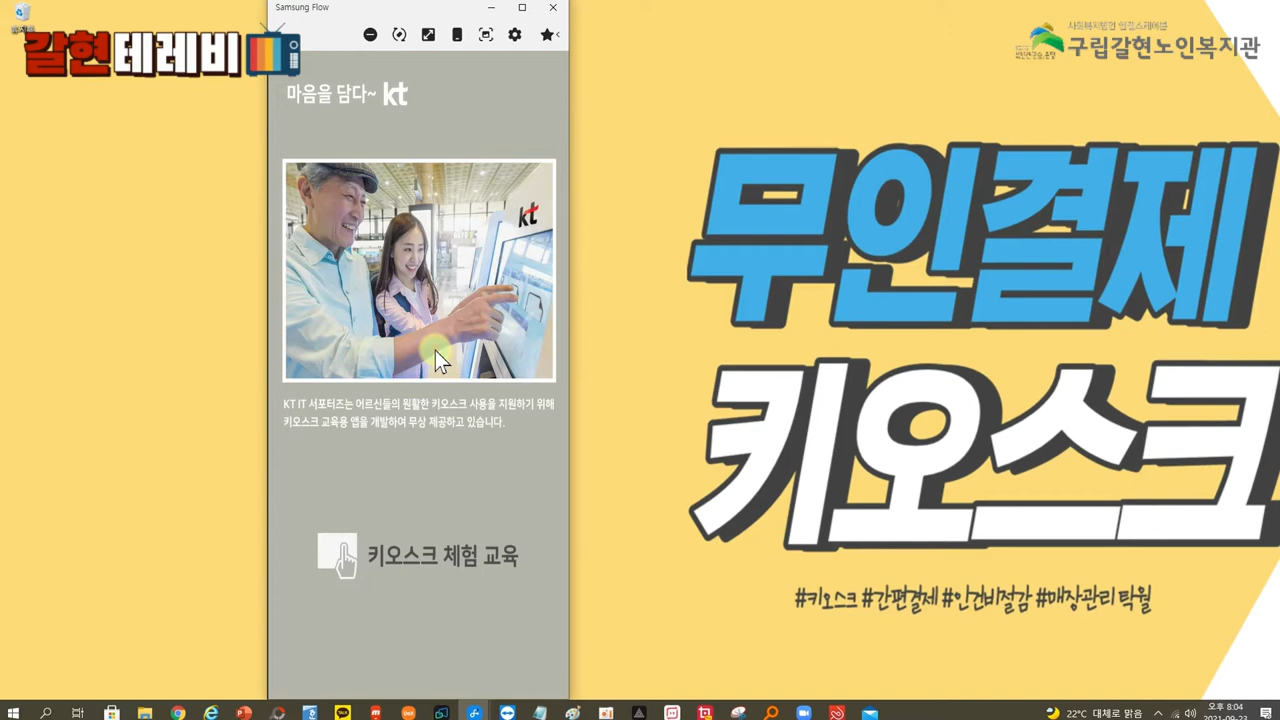 Samsung Flow
갈현테레비
마음을 담다~ kt
kt
KT IT 서포터즈는 어르신들의 원활한 키오스크 사용을 지원하기 위해
키오스크 교육용 앱을 개발하여 무상 제공하고 있습니다.
키오스크 체험 교육
구립갈현노인복지관
무인결제
키오스크
#키오스크 #간편결제 #인건비절감 #매장관리 탁월
22°C 대체로 맑음
오후 8:04
2021-09-23